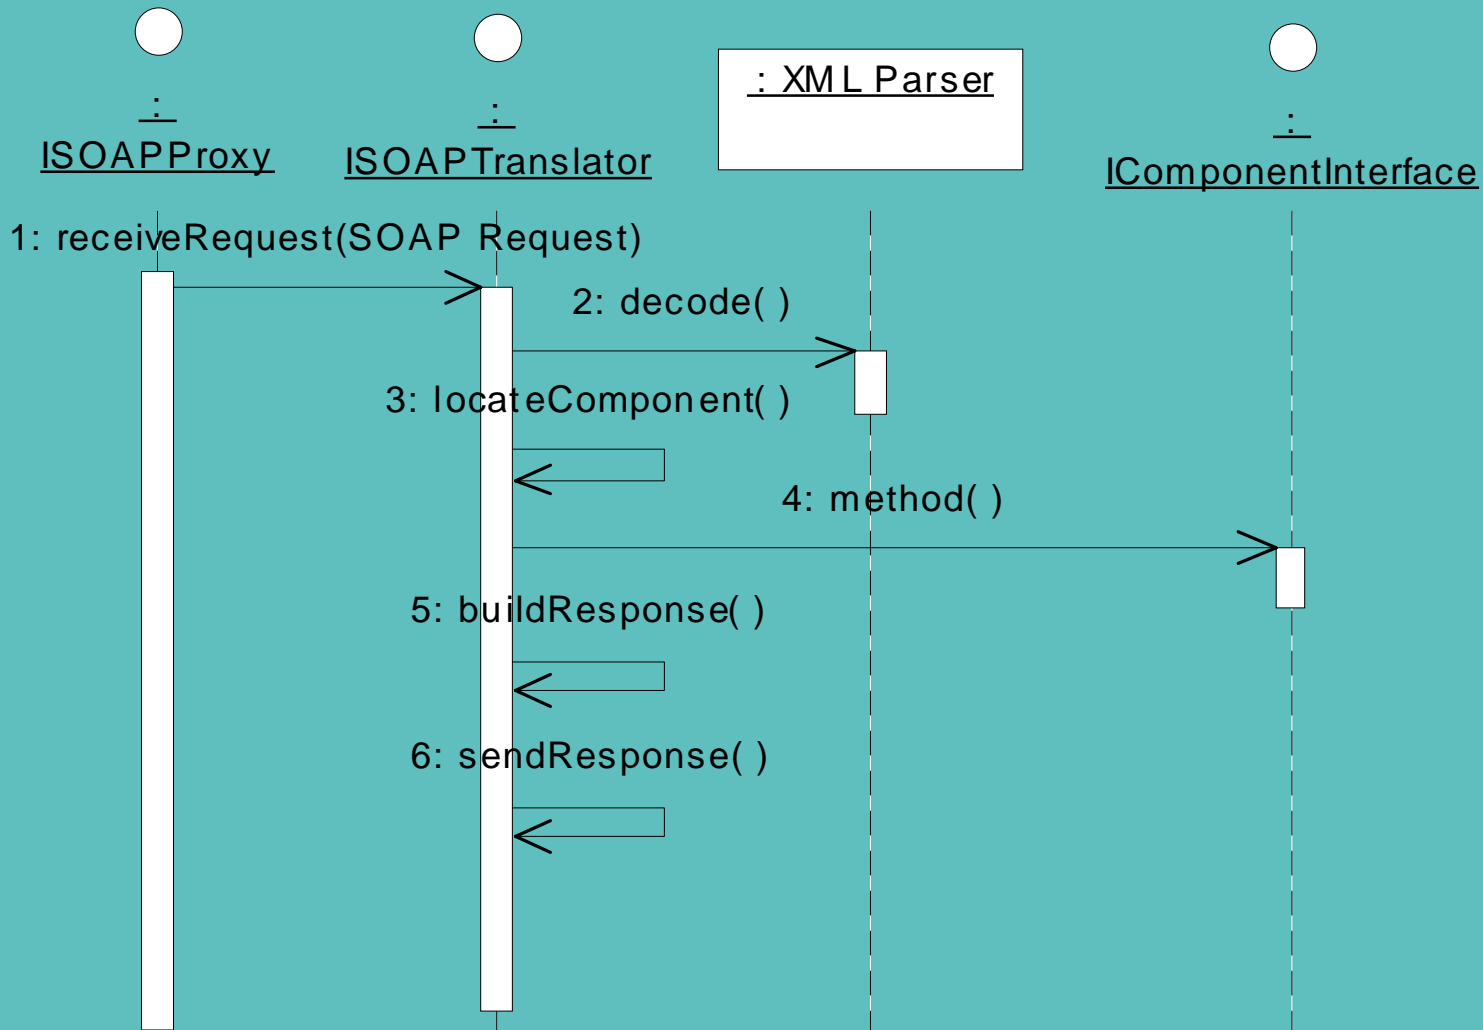 :
ISOAPProxy
:
ISOAPTranslator
: XML Parser
:
IComponentInterface
1: receiveRequest(SOAP Request)
2: decode( )
3: locateComponent( )
4: method( )
5: buildResponse( )
6: sendResponse( )